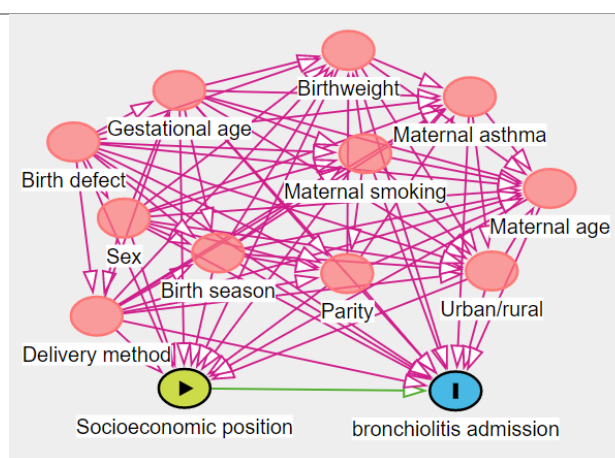 Birthweight
Gestational age
Maternal asthma
Birth defect
Maternal smoking
Maternal age
Sex
Birth season
Parity
Urban/rural
Delivery method
Socioeconomic position
bronchiolitis admission